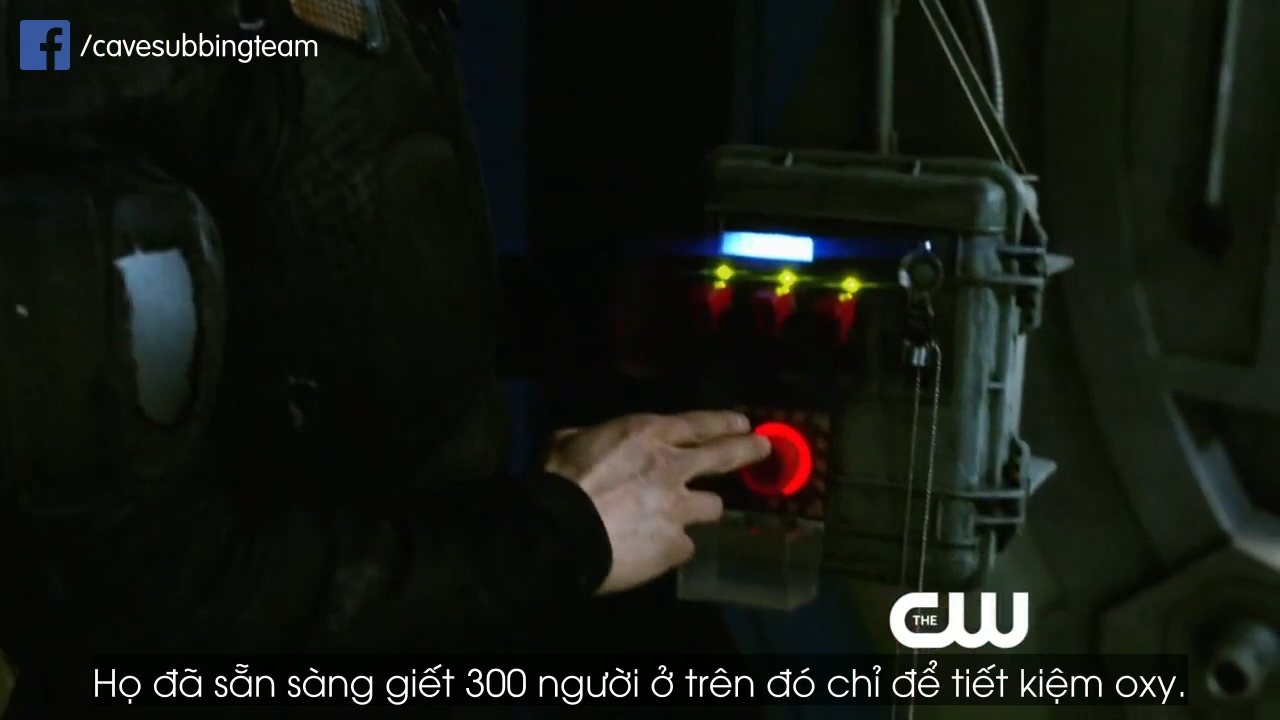 /cavesubbingteam
THE CW
Họ đã sẵn sàng giết 300 người ở trên đó chỉ để tiết kiệm oxy.